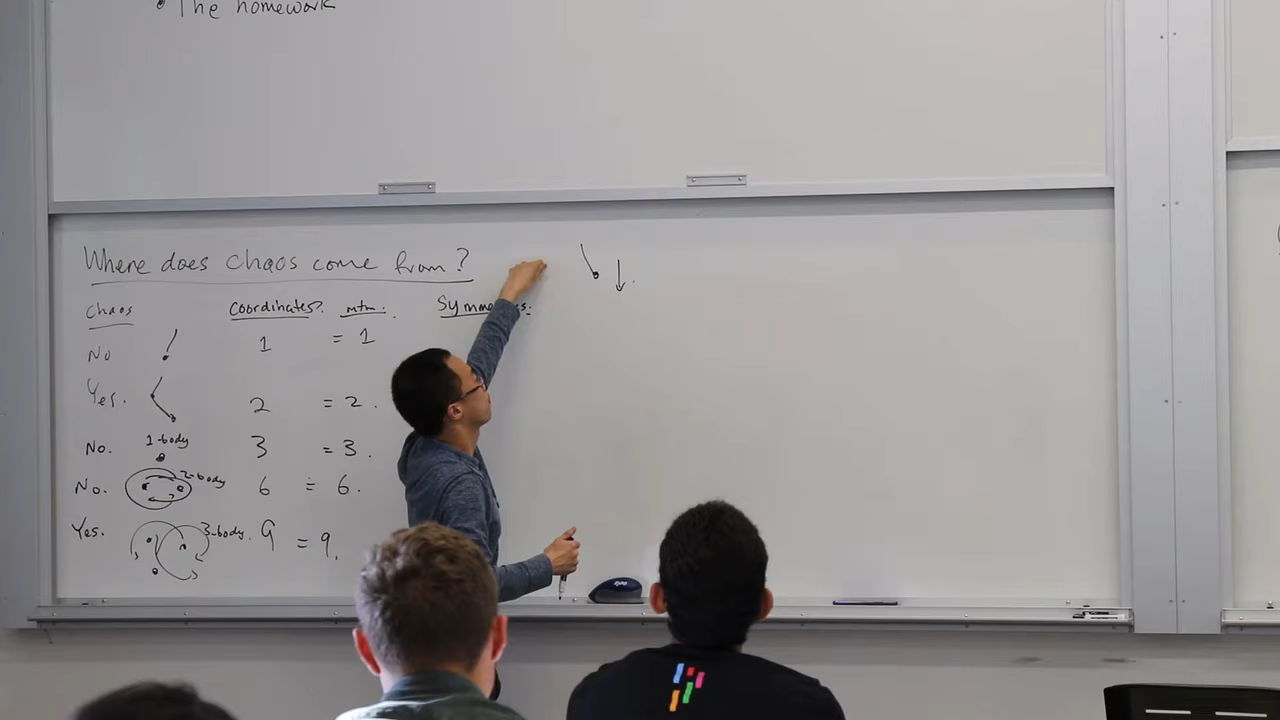 • The homework
Where does chaos come from?
Chaos Coordinates? mtm. Symmetries.
No 1 = 1
Yes. 2 = 2.
No. 1-body 3 = 3.
No. 2-body 6 = 6.
Yes. 3-body. 9 = 9.